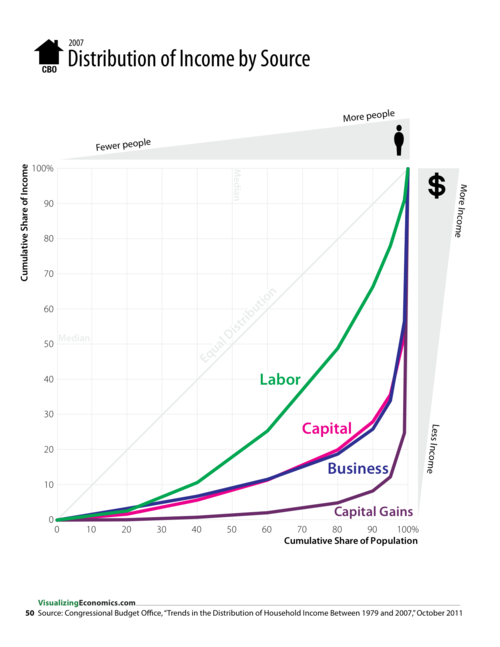 2007
Distribution of Income by Source
CBO
More people
Fewer people
Cumulative Share of Income
100%
90
80
70
60
50
40
30
20
10
0
Median
Median
Equal Distribution
$
More Income
Less Income
Labor
Capital
Business
Capital Gains
0 10 20 30 40 50 60 70 80 90 100%
Cumulative Share of Population
VisualizingEconomics.com
50 Source: Congressional Budget Office, "Trends in the Distribution of Household Income Between 1979 and 2007," October 2011